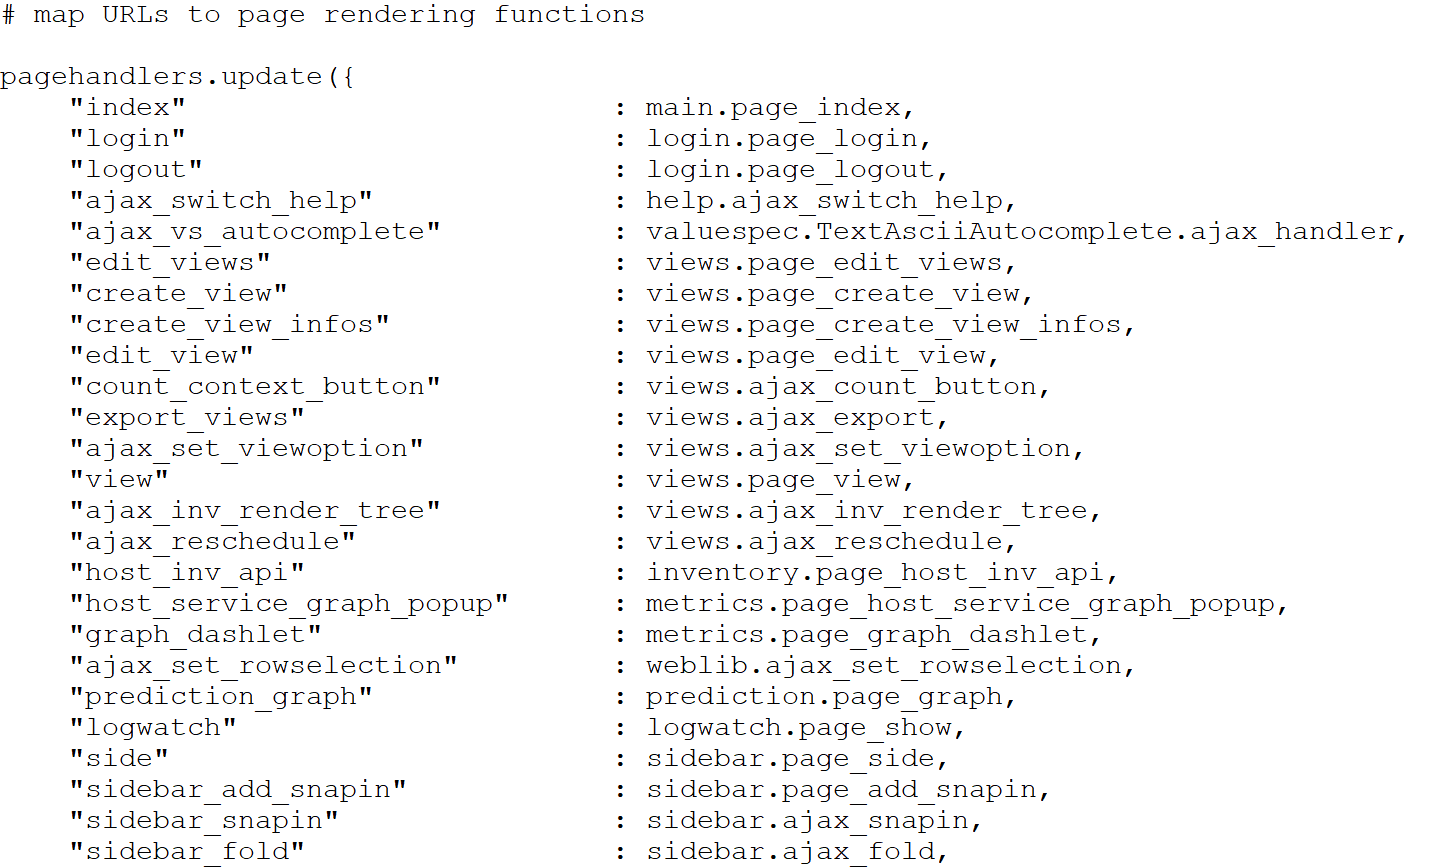 # map URLs to page rendering functions

pagehandlers.update({
    "index"                         : main.page_index,
    "login"                         : login.page_login,
    "logout"                        : login.page_logout,
    "ajax_switch_help"              : help.ajax_switch_help,
    "ajax_vs_autocomplete"          : valuespec.TextAsciiAutocomplete.ajax_handler,
    "edit_views"                    : views.page_edit_views,
    "create_view"                   : views.page_create_view,
    "create_view_infos"             : views.page_create_view_infos,
    "edit_view"                     : views.page_edit_view,
    "count_context_button"          : views.ajax_count_button,
    "export_views"                  : views.ajax_export,
    "ajax_set_viewoption"           : views.ajax_set_viewoption,
    "view"                          : views.page_view,
    "ajax_inv_render_tree"          : views.ajax_inv_render_tree,
    "ajax_reschedule"               : views.ajax_reschedule,
    "host_inv_api"                  : inventory.page_host_inv_api,
    "host_service_graph_popup"      : metrics.page_host_service_graph_popup,
    "graph_dashlet"                 : metrics.page_graph_dashlet,
    "ajax_set_rowselection"         : weblib.ajax_set_rowselection,
    "prediction_graph"              : prediction.page_graph,
    "logwatch"                      : logwatch.page_show,
    "side"                          : sidebar.page_side,
    "sidebar_add_snapin"            : sidebar.page_add_snapin,
    "sidebar_snapin"                : sidebar.ajax_snapin,
    "sidebar_fold"                  : sidebar.ajax_fold,